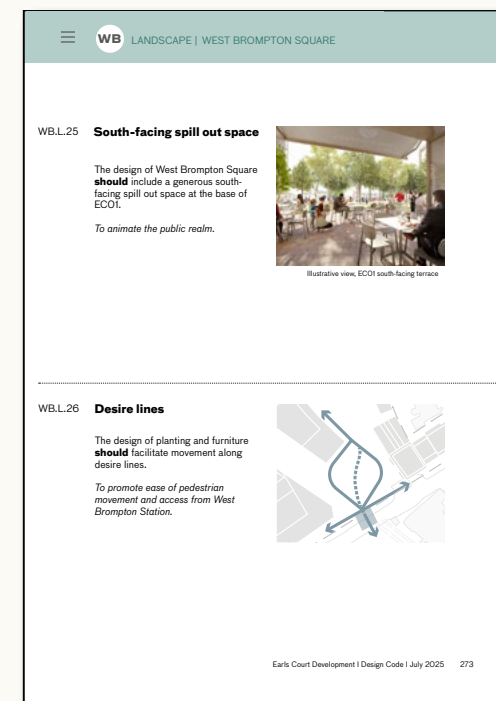 WB LANDSCAPE | WEST BROMPTON SQUARE
WB.L.25 South-facing spill out space
The design of West Brompton Square
should include a generous south-
facing spill out space at the base of
EC01.
To animate the public realm.
Illustrative view, EC01 south-facing terrace
WB.L.26 Desire lines
The design of planting and furniture
should facilitate movement along
desire lines.
To promote ease of pedestrian
movement and access from West
Brompton Station.
Earls Court Development I Design Code I July 2025 273